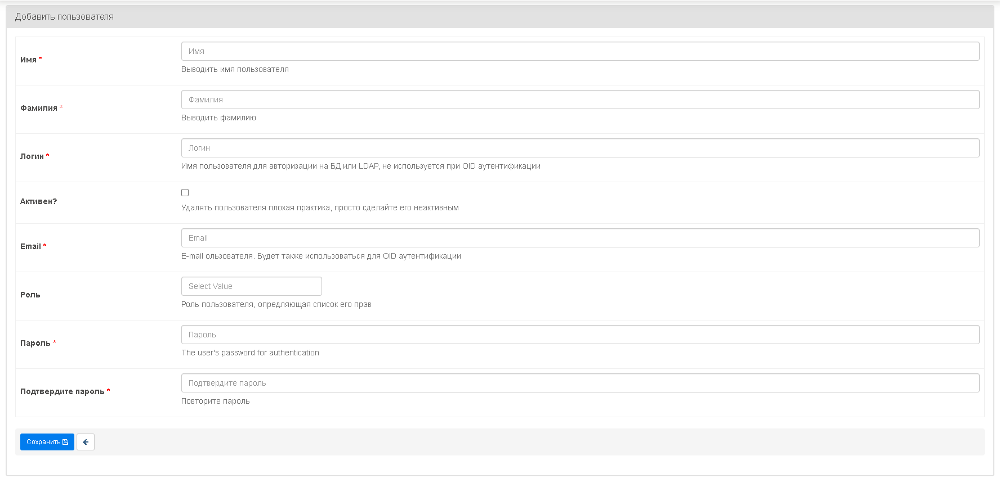 Добавить пользователя
Имя *
Имя
Выводить имя пользователя
Фамилия *
Фамилия
Выводить фамилию
Логин *
Логин
Имя пользователя для авторизации на БД или LDAP, не используется при OID аутентификации
Активен?
Удалять пользователя плохая практика, просто сделайте его неактивным
Email *
Email
E-mail ользователя. Будет также использоваться для OID аутентификации
Роль
Select Value
Роль пользователя, опредляющая список его прав
Пароль *
Пароль
The user's password for authentication
Подтвердите пароль *
Подтвердите пароль
Повторите пароль
Сохранить